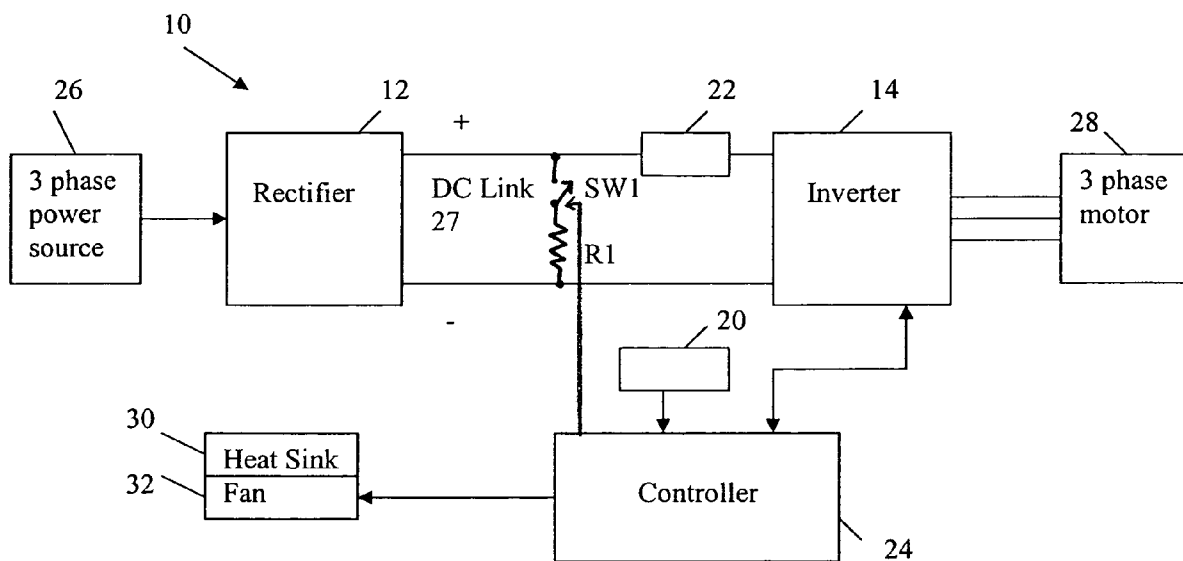 10
26
12
22
14
28
+
3 phase
power
source
Rectifier
DC Link
27
SW1
R1
Inverter
3 phase
motor
-
20
30
Heat Sink
32
Fan
Controller
24